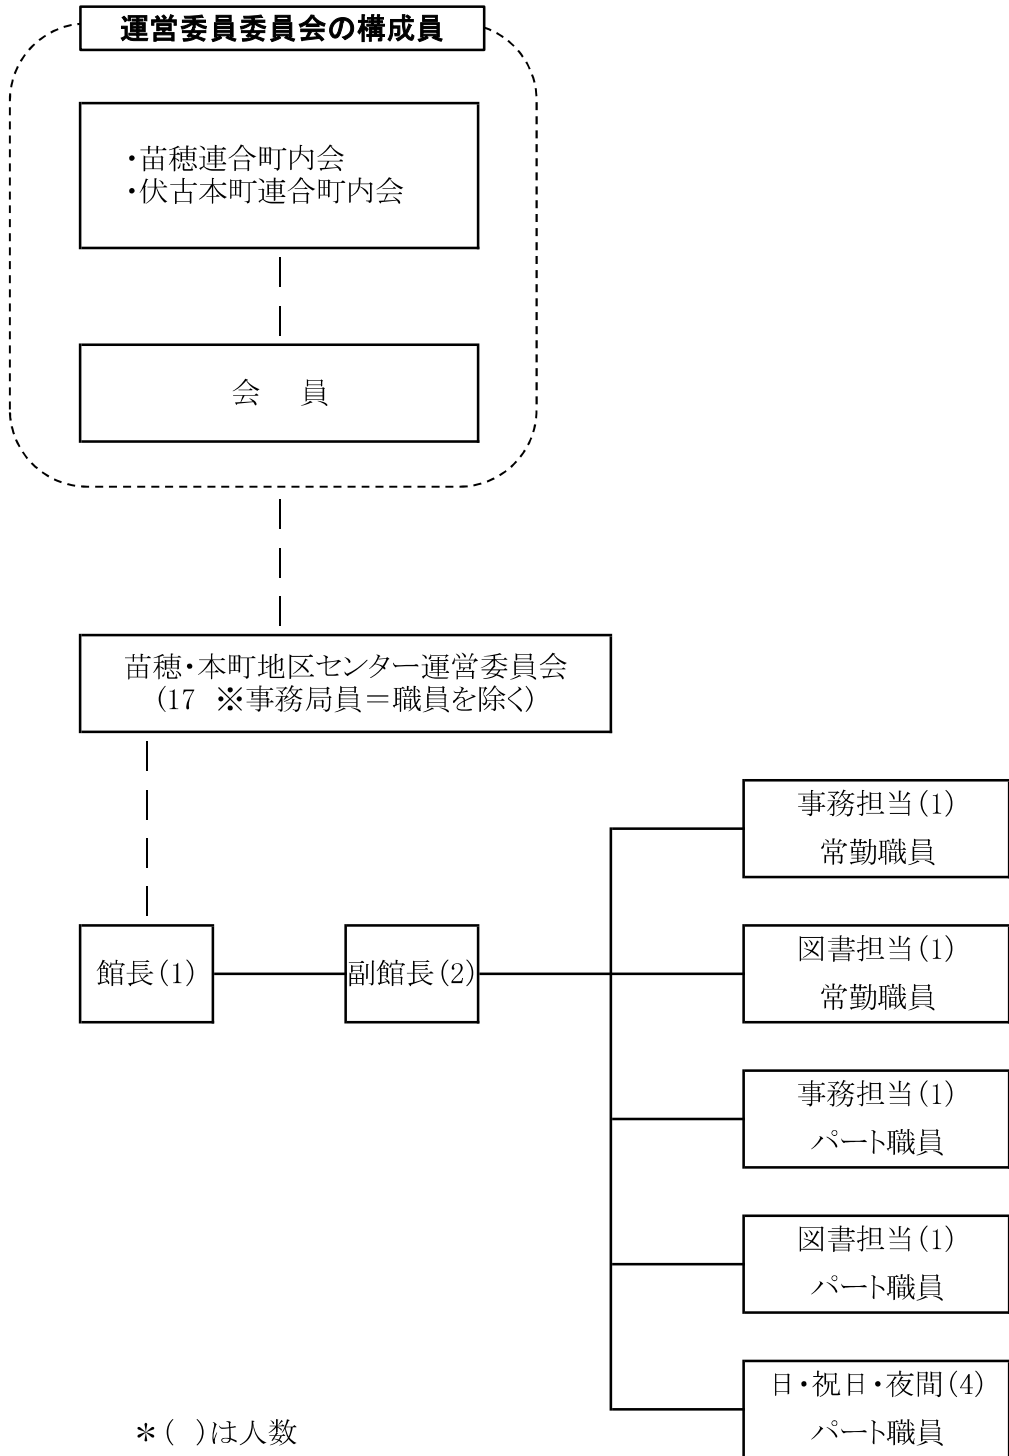 運営委員委員会の構成員
・苗穂連合町内会
・伏古本町連合町内会
会　員
苗穂・本町地区センター運営委員会
(17　※事務局員＝職員を除く)
事務担当(1)
常勤職員
館長(1)
副館長(2)
図書担当(1)
常勤職員
事務担当(1)
パート職員
図書担当(1)
パート職員
日・祝日・夜間(4)
パート職員
＊(　)は人数